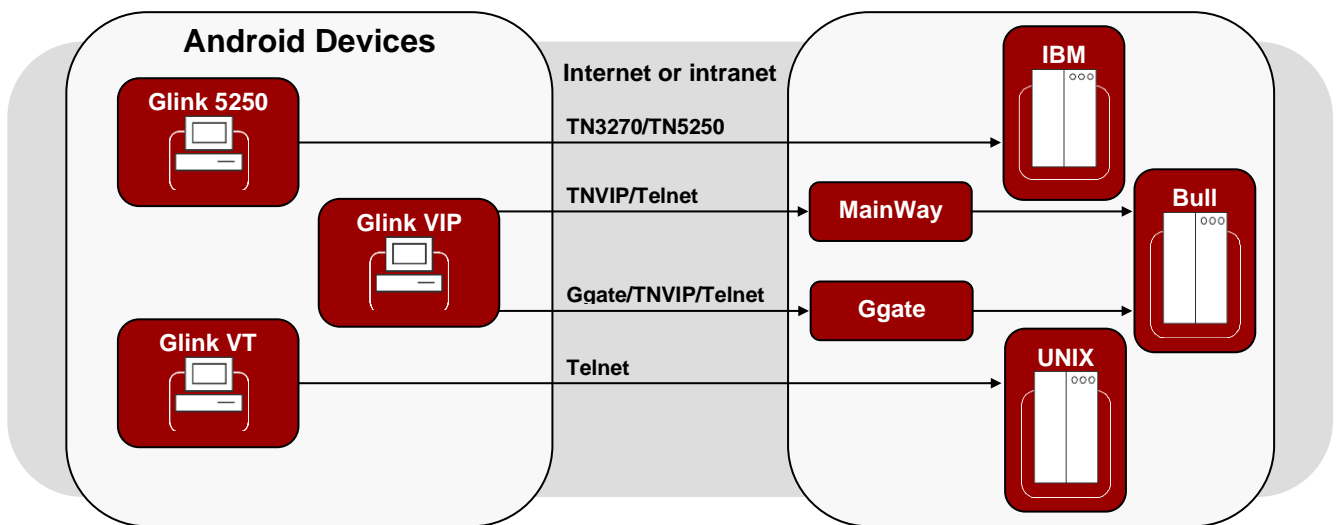 Android Devices
Internet or intranet
IBM
Glink 5250
TN3270/TN5250
TNVIP/Telnet
MainWay
Bull
Glink VIP
Ggate/TNVIP/Telnet
Ggate
Glink VT
Telnet
UNIX